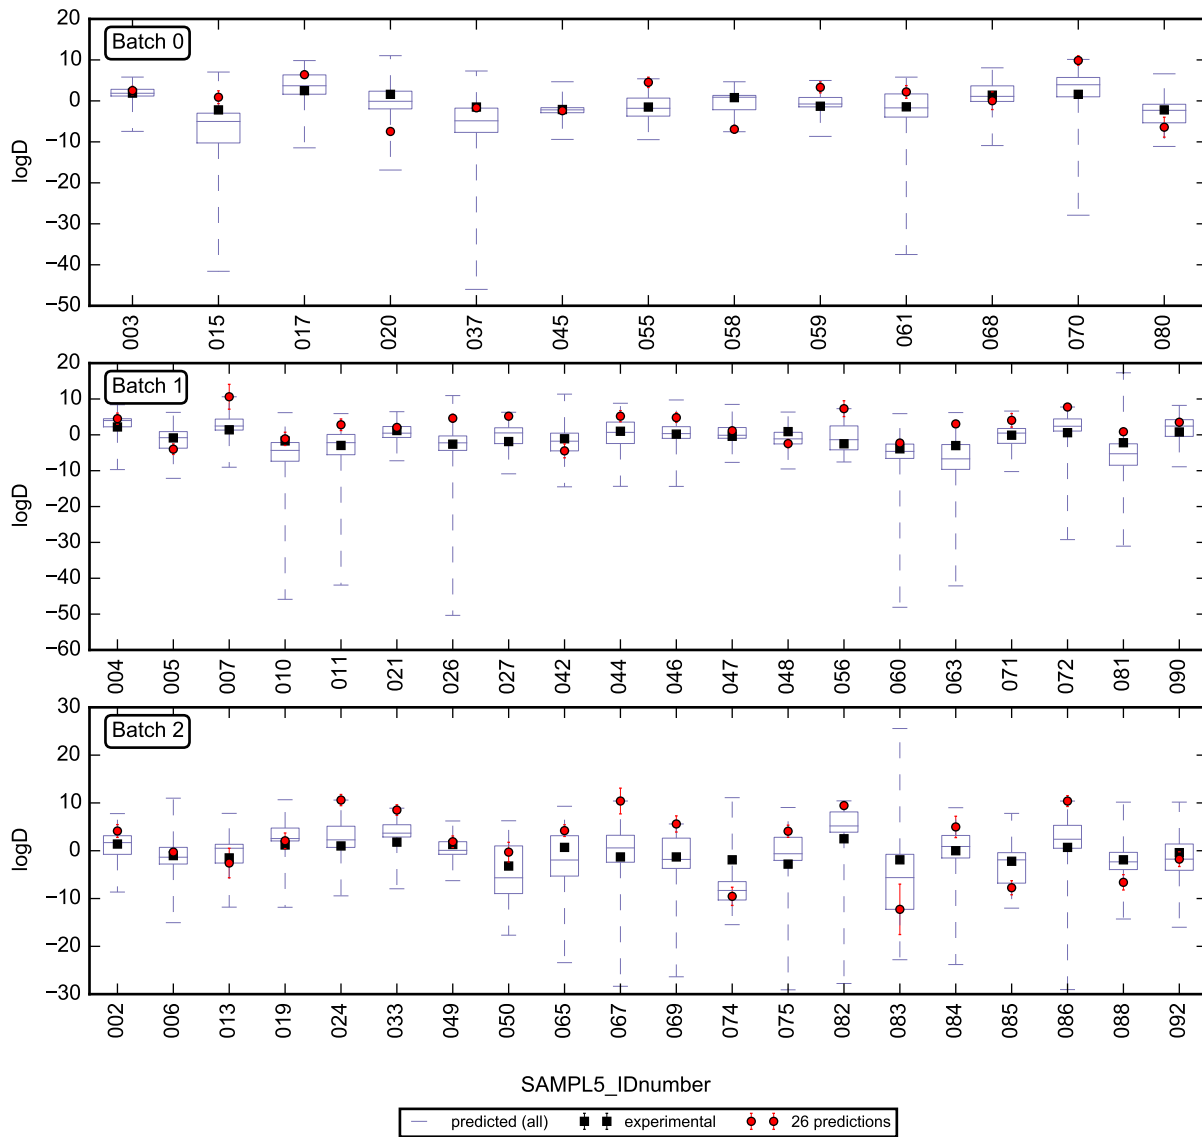 Batch 0
20
10
0
−10
−20
−30
−40
−50
logD
003 015 017 020 037 045 055 058 059 061 068 070 080
Batch 1
20
10
0
−10
−20
−30
−40
−50
−60
logD
004 005 007 010 011 021 026 027 042 044 046 047 048 056 060 063 071 072 081 090
Batch 2
30
20
10
0
−10
−20
−30
logD
002 006 013 019 024 033 049 050 065 067 069 074 075 082 083 084 085 086 088 092
SAMPL5_IDnumber
predicted (all) experimental 26 predictions